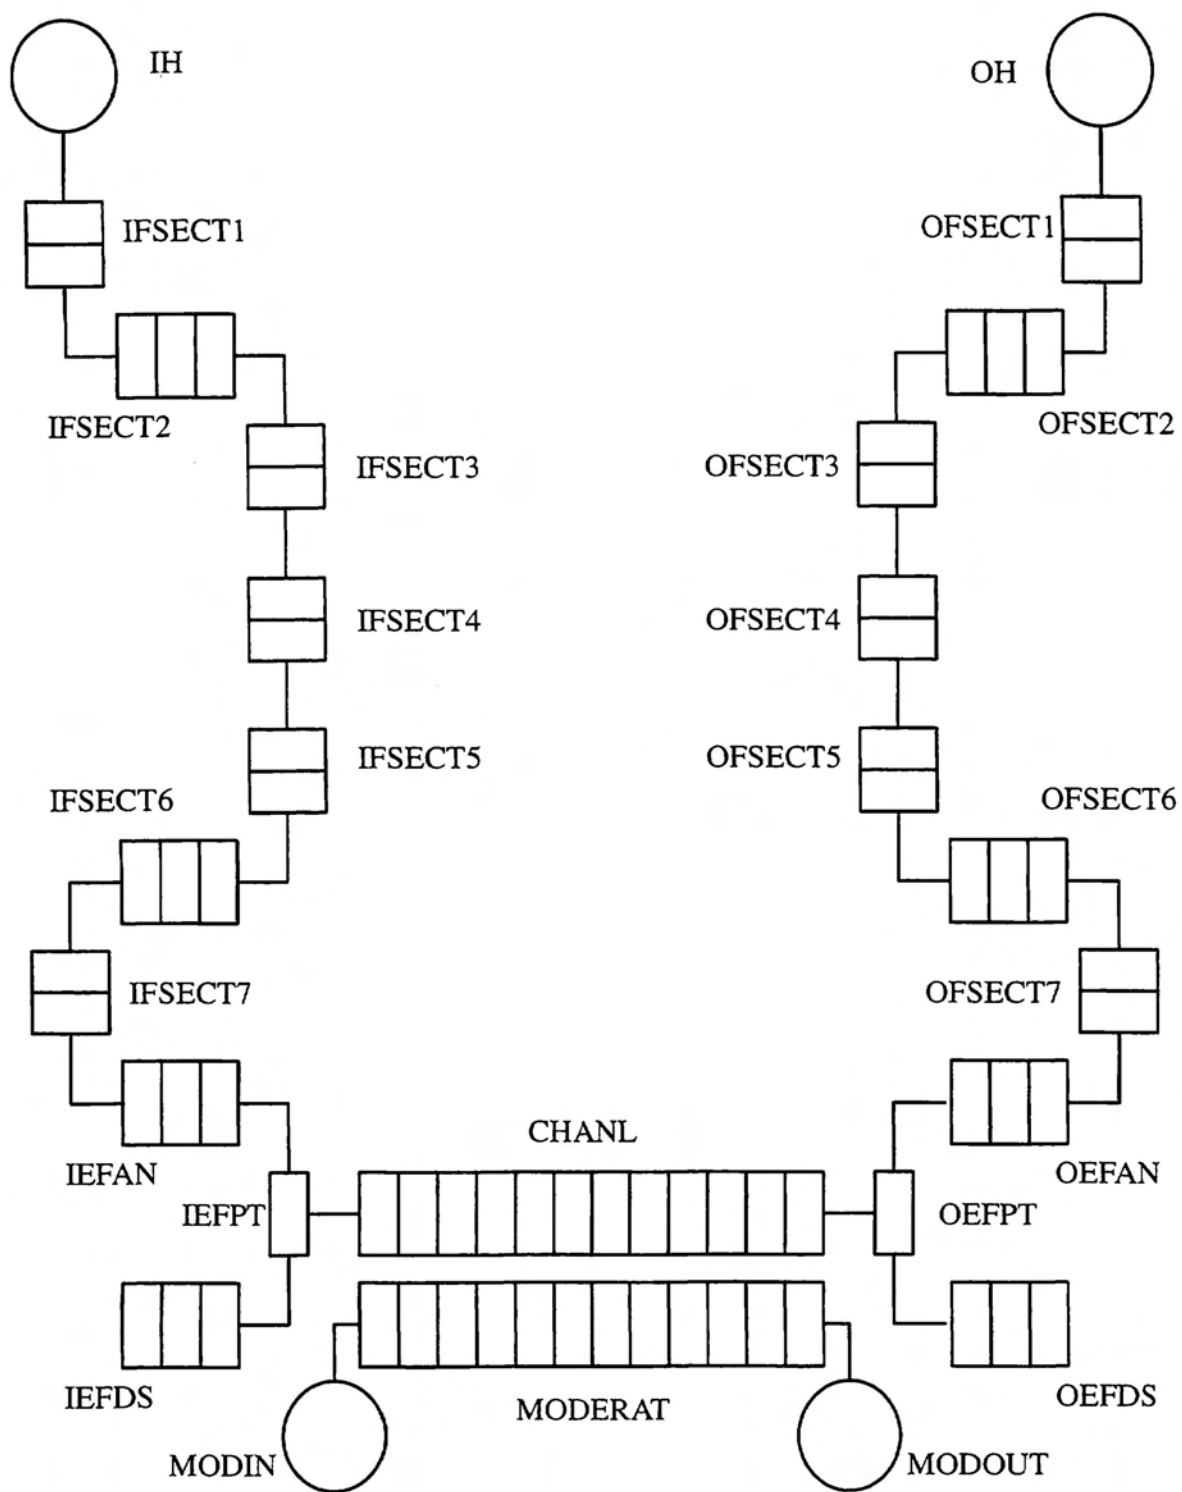 IH
OH
IFSECT1
OFSECT1
IFSECT2
OFSECT2
IFSECT3
OFSECT3
IFSECT4
OFSECT4
IFSECT5
OFSECT5
IFSECT6
OFSECT6
IFSECT7
OFSECT7
CHANL
IEFAN
OEFAN
IEFPT
OEFPT
IEFDS
MODERAT
OEFDS
MODIN
MODOUT